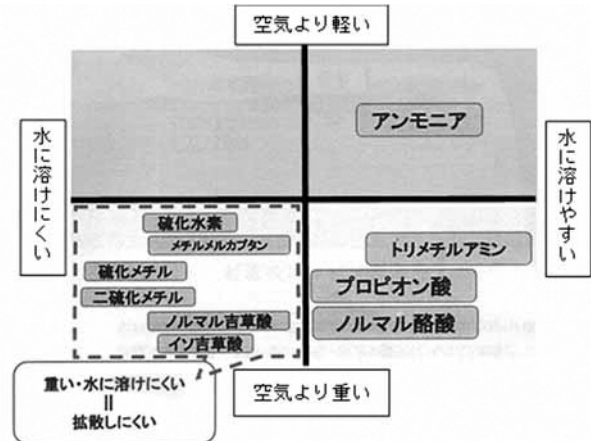 空気より軽い
アンモニア
水に溶けにくい
水に溶けやすい
硫化水素
メチルメルカプタン
硫化メチル
二硫化メチル
ノルマル吉草酸
イソ吉草酸
トリメチルアミン
プロピオン酸
ノルマル酪酸
重い・水に溶けにくい
||
拡散しにくい
空気より重い